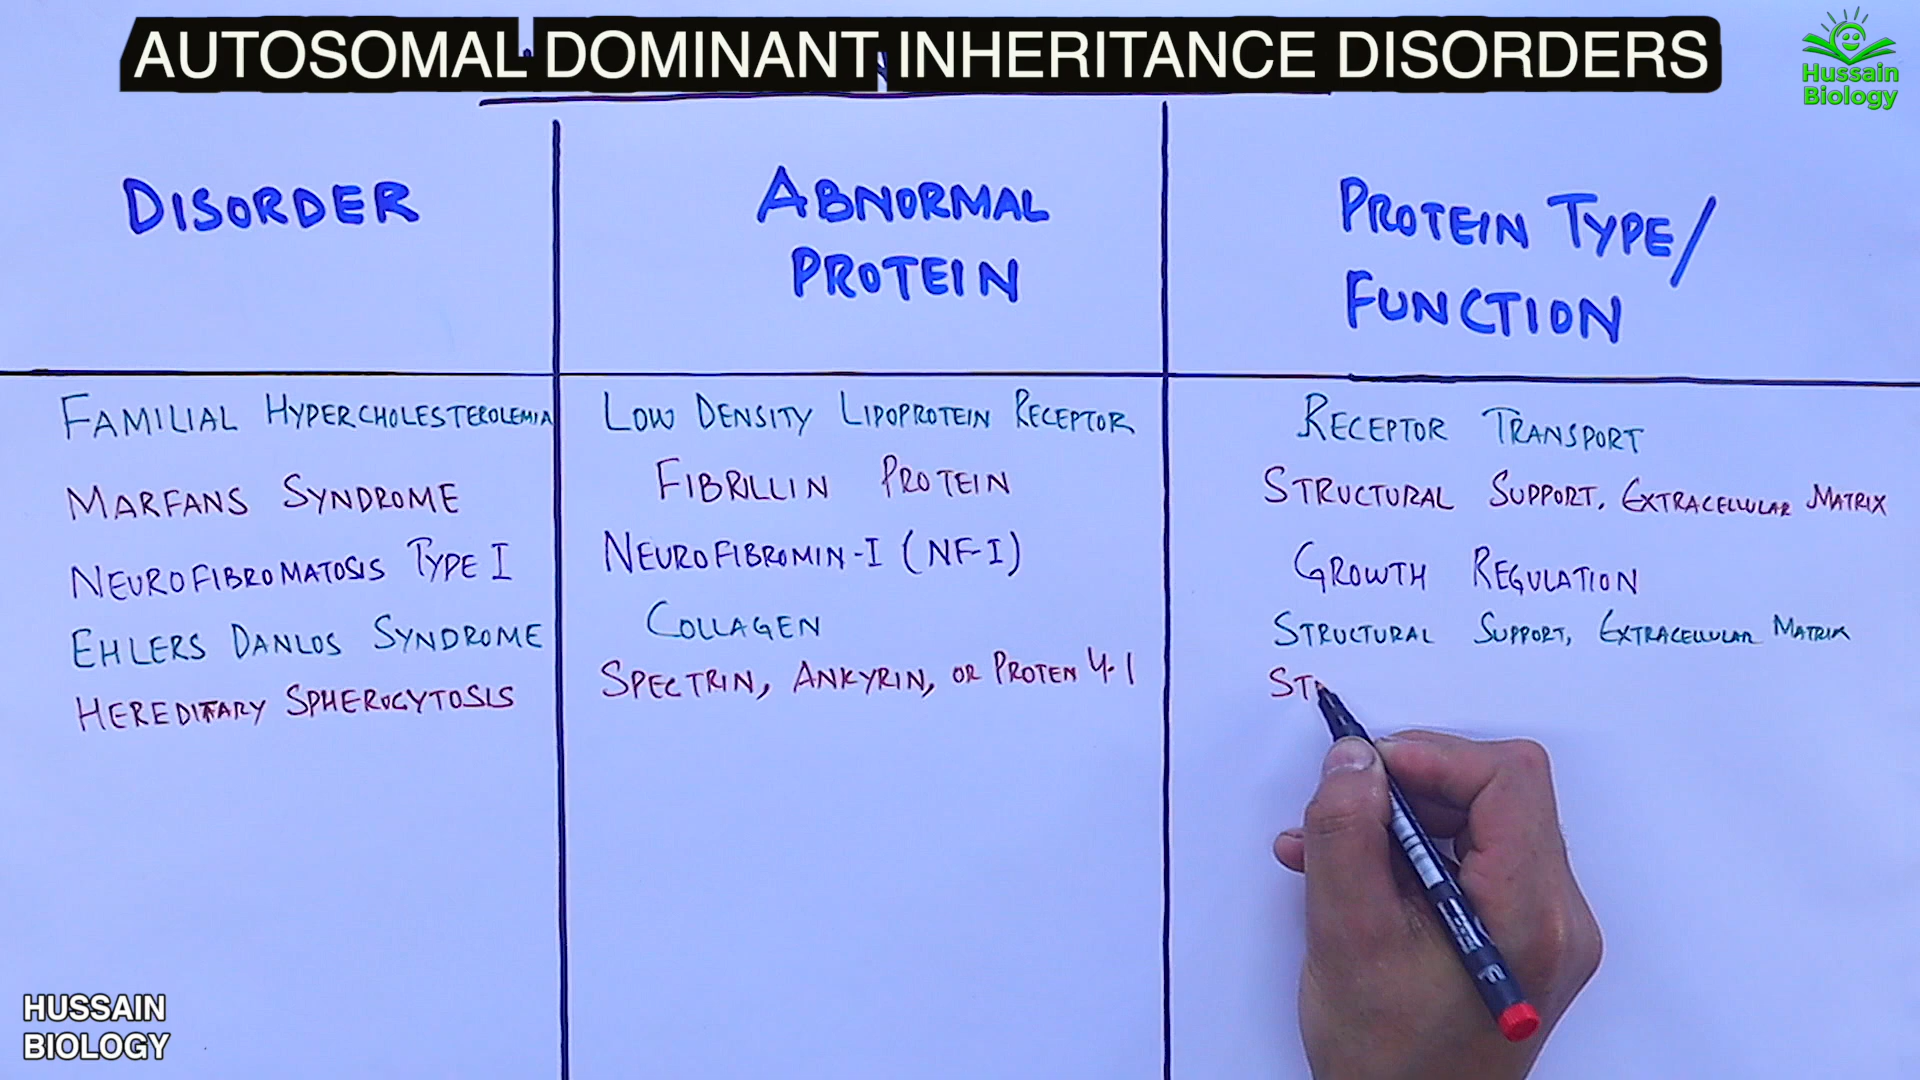 AUTOSOMAL DOMINANT INHERITANCE DISORDERS
Hussain
Biology
DISORDER
ABNORMAL
PROTEIN
PROTEIN TYPE/
FUNCTION
FAMILIAL HYPERCHOLESTEROLEMIA
LOW DENSITY LIPOPROTEIN RECEPTOR
RECEPTOR TRANSPORT
MARFANS SYNDROME
FIBRILLIN PROTEIN
STRUCTURAL SUPPORT, EXTRACELLULAR MATRIX
NEUROFIBROMATOSIS TYPE I
NEUROFIBROMIN-I (NF-I)
GROWTH REGULATION
EHLERS DANLOS SYNDROME
COLLAGEN
STRUCTURAL SUPPORT, EXTRACELLULAR MATRIX
HEREDITARY SPHEROCYTOSIS
SPECTRIN, ANKYRIN, OR PROTEN 4.1
ST
HUSSAIN
BIOLOGY